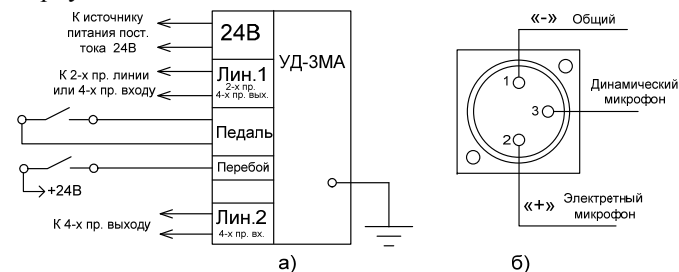 К источнику
питания пост.
тока 24В
К 2-х пр. линии
или 4-х пр. входу
+24В
К 4-х пр. выходу
24В
Лин.1
2-х пр.
4-х пр. вых.
Педаль
Перебой
Лин.2
4-х пр. вх.
УД-3МА
а)
«-» Общий
1
Динамический
микрофон
3
2
«+» Электретный
микрофон
б)